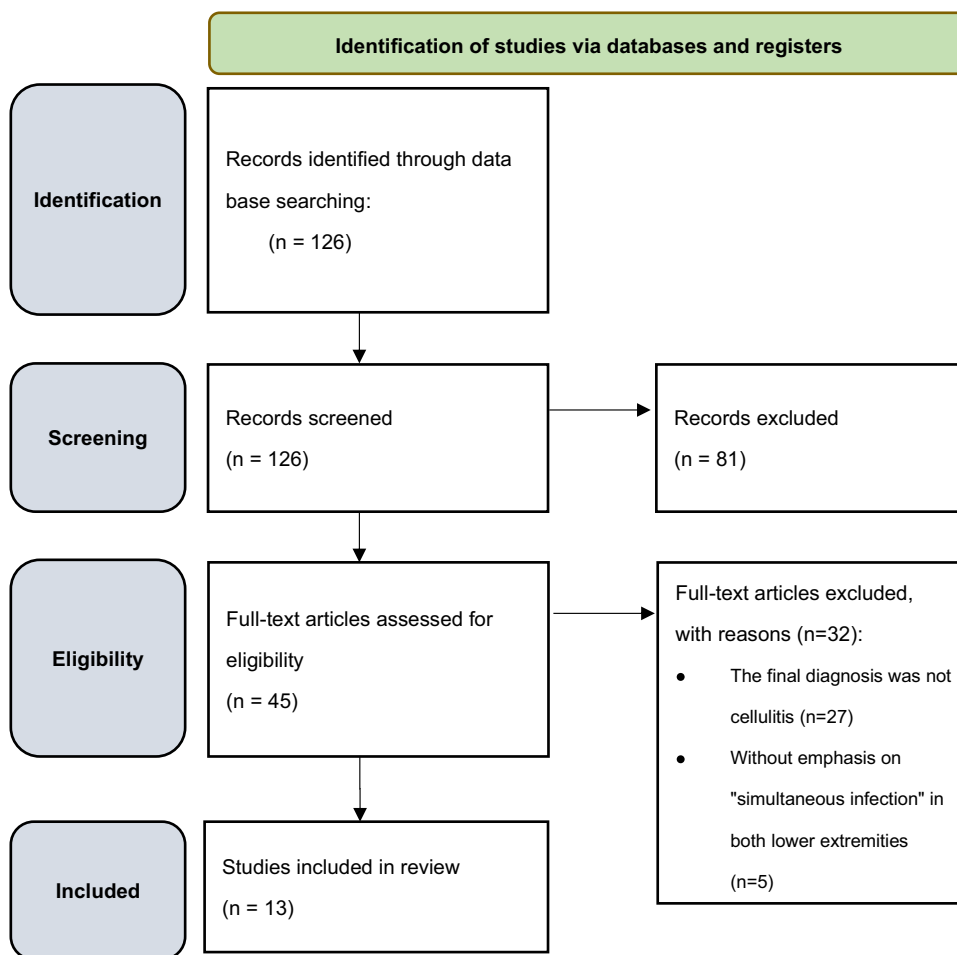 Identification of studies via databases and registers
Identification
Records identified through data
base searching:
(n = 126)
Screening
Records screened
(n = 126)
Records excluded
(n = 81)
Eligibility
Full-text articles assessed for
eligibility
(n = 45)
Full-text articles excluded,
with reasons (n=32):
● The final diagnosis was not
cellulitis (n=27)
● Without emphasis on
"simultaneous infection" in
both lower extremities
(n=5)
Included
Studies included in review
(n = 13)